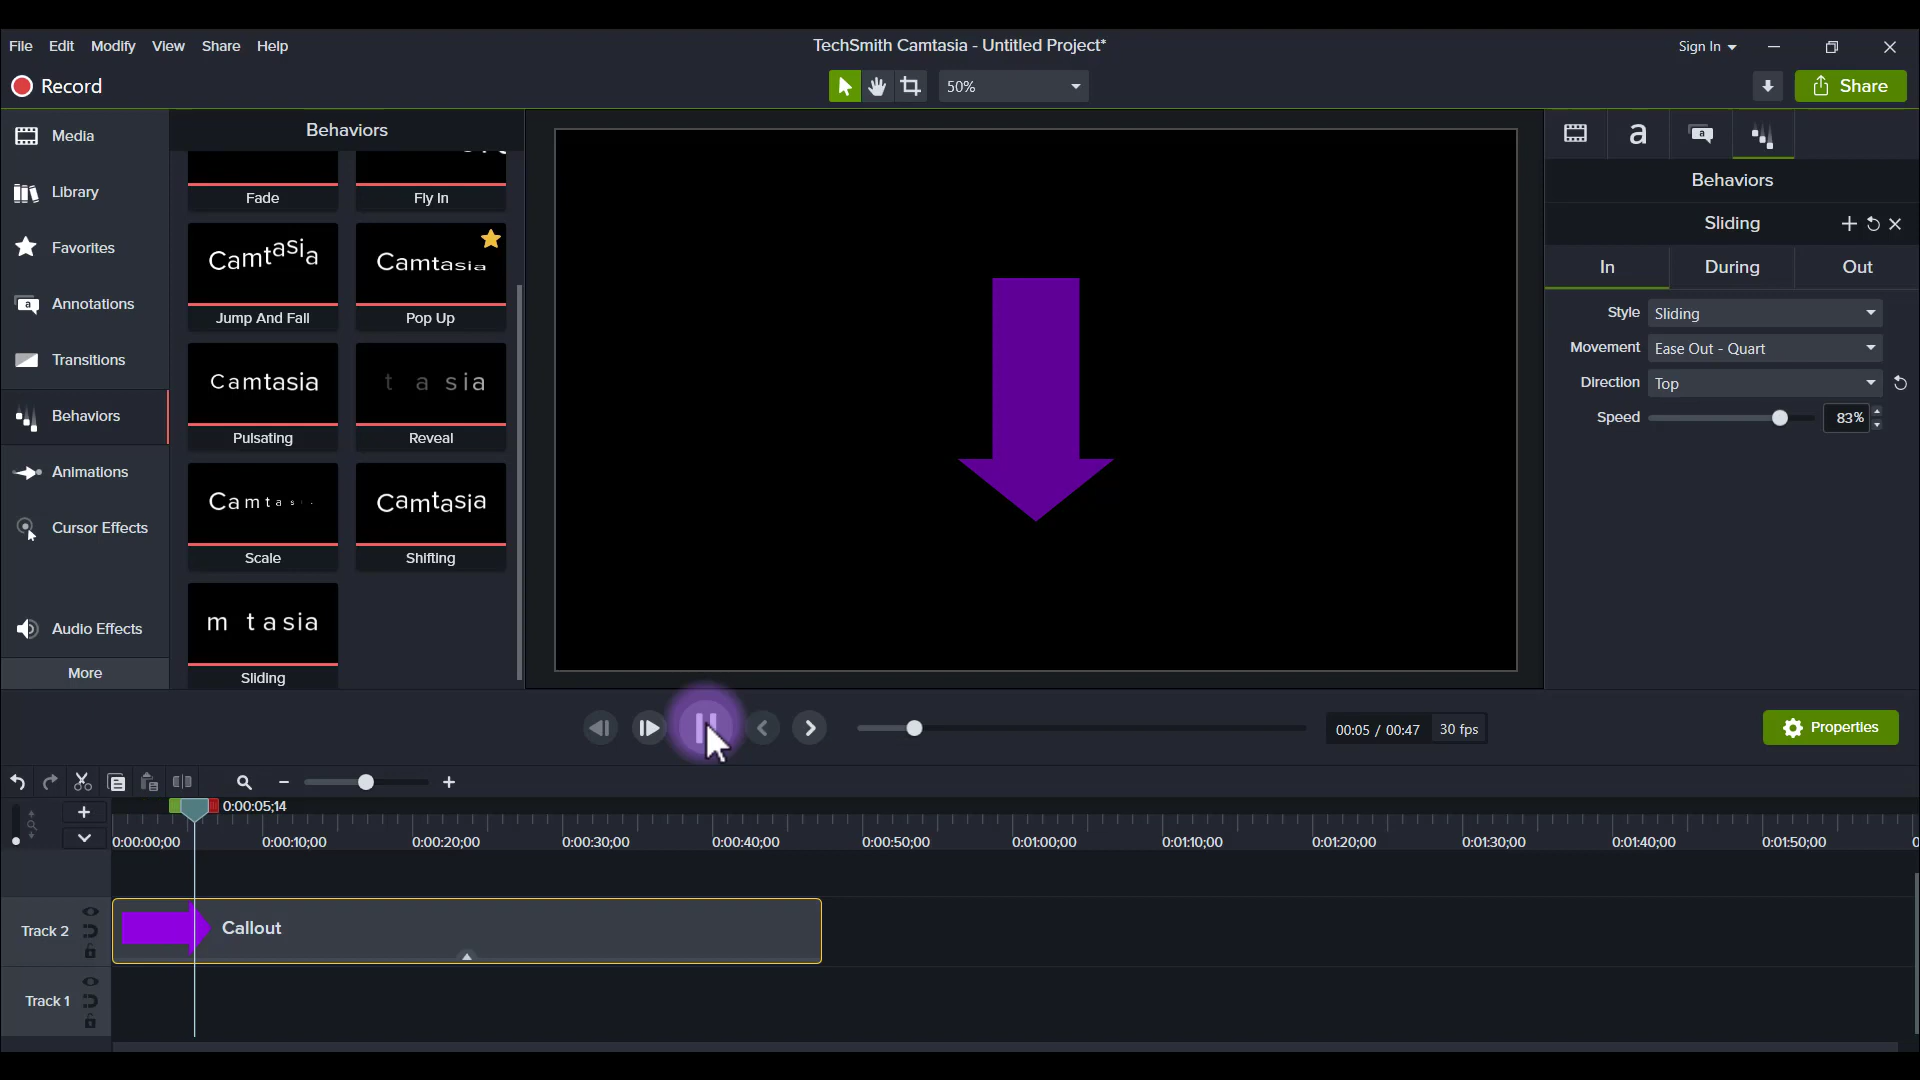 File Edit Modify View Share Help
TechSmith Camtasia - Untitled Project*
Sign In
Record
50%
Share
Media
Library
Favorites
a Annotations
Transitions
Behaviors
Animations
Cursor Effects
Audio Effects
More
Behaviors
Fade
Fly In
Camtasia
Jump And Fall
Camtasia
Pop Up
Camtasia
Pulsating
t a sia
Reveal
Camtas
Scale
Camtasia
Shifting
m tasia
Sliding
a
a
Behaviors
Sliding
In During Out
Style Sliding
Movement Ease Out - Quart
Direction Top
Speed 83%
00:05 / 00:47 30 fps
Properties
0:00:05;14
0:00:00;00 0:00:10;00 0:00:20;00 0:00:30;00 0:00:40;00 0:00:50;00 0:01:00;00 0:01:10;00 0:01:20;00 0:01:30;00 0:01:40;00 0:01:50;00
Track 2
Callout
Track 1